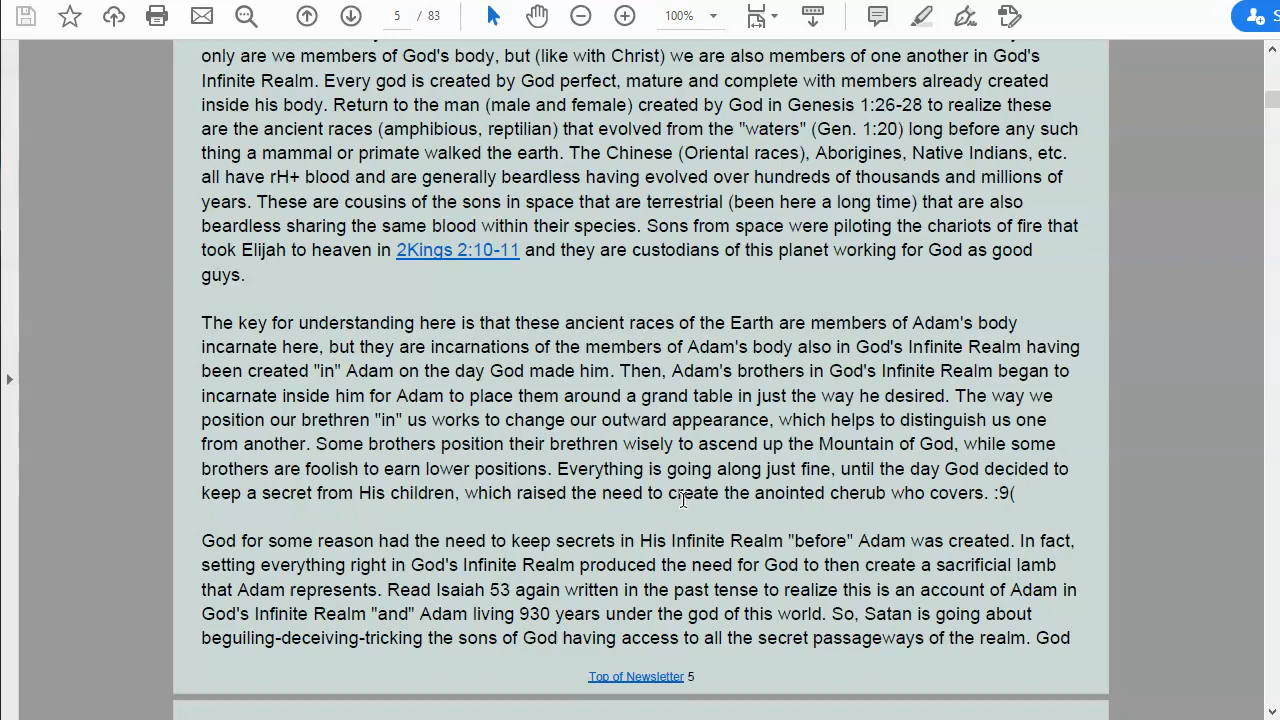 5 / 83
100%
S
only are we members of God's body, but (like with Christ) we are also members of one another in God's
Infinite Realm. Every god is created by God perfect, mature and complete with members already created
inside his body. Return to the man (male and female) created by God in Genesis 1:26-28 to realize these
are the ancient races (amphibious, reptilian) that evolved from the "waters" (Gen. 1:20) long before any such
thing a mammal or primate walked the earth. The Chinese (Oriental races), Aborigines, Native Indians, etc.
all have rH+ blood and are generally beardless having evolved over hundreds of thousands and millions of
years. These are cousins of the sons in space that are terrestrial (been here a long time) that are also
beardless sharing the same blood within their species. Sons from space were piloting the chariots of fire that
took Elijah to heaven in 2Kings 2:10-11 and they are custodians of this planet working for God as good
guys.
The key for understanding here is that these ancient races of the Earth are members of Adam's body
incarnate here, but they are incarnations of the members of Adam's body also in God's Infinite Realm having
been created "in" Adam on the day God made him. Then, Adam's brothers in God's Infinite Realm began to
incarnate inside him for Adam to place them around a grand table in just the way he desired. The way we
position our brethren "in" us works to change our outward appearance, which helps to distinguish us one
from another. Some brothers position their brethren wisely to ascend up the Mountain of God, while some
brothers are foolish to earn lower positions. Everything is going along just fine, until the day God decided to
keep a secret from His children, which raised the need to create the anointed cherub who covers. :9(
God for some reason had the need to keep secrets in His Infinite Realm "before" Adam was created. In fact,
setting everything right in God's Infinite Realm produced the need for God to then create a sacrificial lamb
that Adam represents. Read Isaiah 53 again written in the past tense to realize this is an account of Adam in
God's Infinite Realm "and" Adam living 930 years under the god of this world. So, Satan is going about
beguiling-deceiving-tricking the sons of God having access to all the secret passageways of the realm. God
Top of Newsletter 5